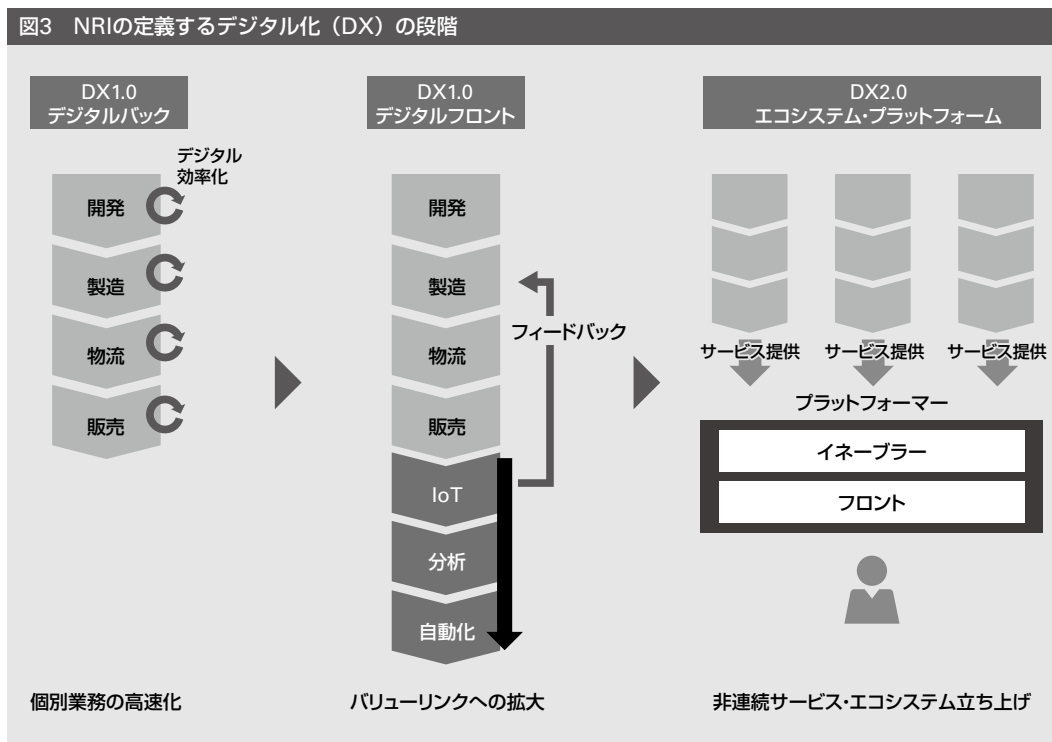 図3　NRIの定義するデジタル化（DX）の段階
DX1.0
デジタルバック
デジタル
効率化
開発
製造
物流
販売
個別業務の高速化
DX1.0
デジタルフロント
開発
製造
物流
販売
IoT
分析
自動化
フィードバック
バリューリンクへの拡大
DX2.0
エコシステム・プラットフォーム
サービス提供　サービス提供　サービス提供
プラットフォーマー
イネーブラー
フロント
非連続サービス・エコシステム立ち上げ